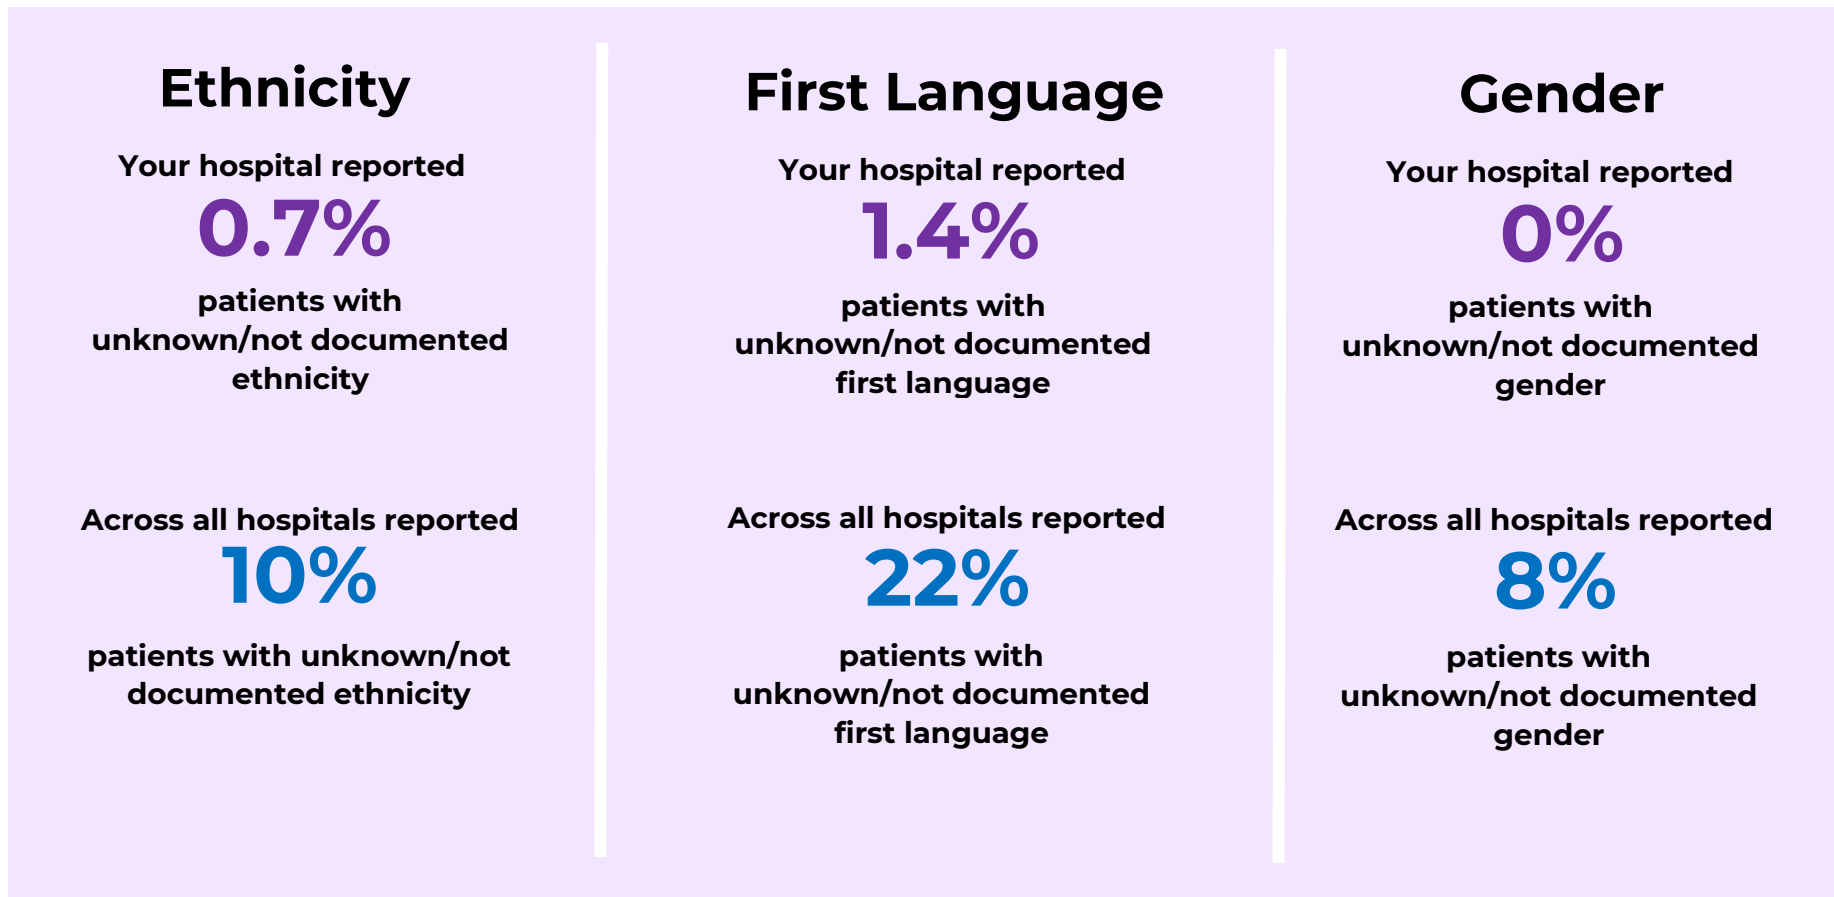 Ethnicity
Your hospital reported
0.7%
patients with
unknown/not documented
ethnicity
Across all hospitals reported
10%
patients with unknown/not
documented ethnicity
First Language
Your hospital reported
1.4%
patients with
unknown/not documented
first language
Across all hospitals reported
22%
patients with
unknown/not documented
first language
Gender
Your hospital reported
0%
patients with
unknown/not documented
gender
Across all hospitals reported
8%
patients with
unknown/not documented
gender